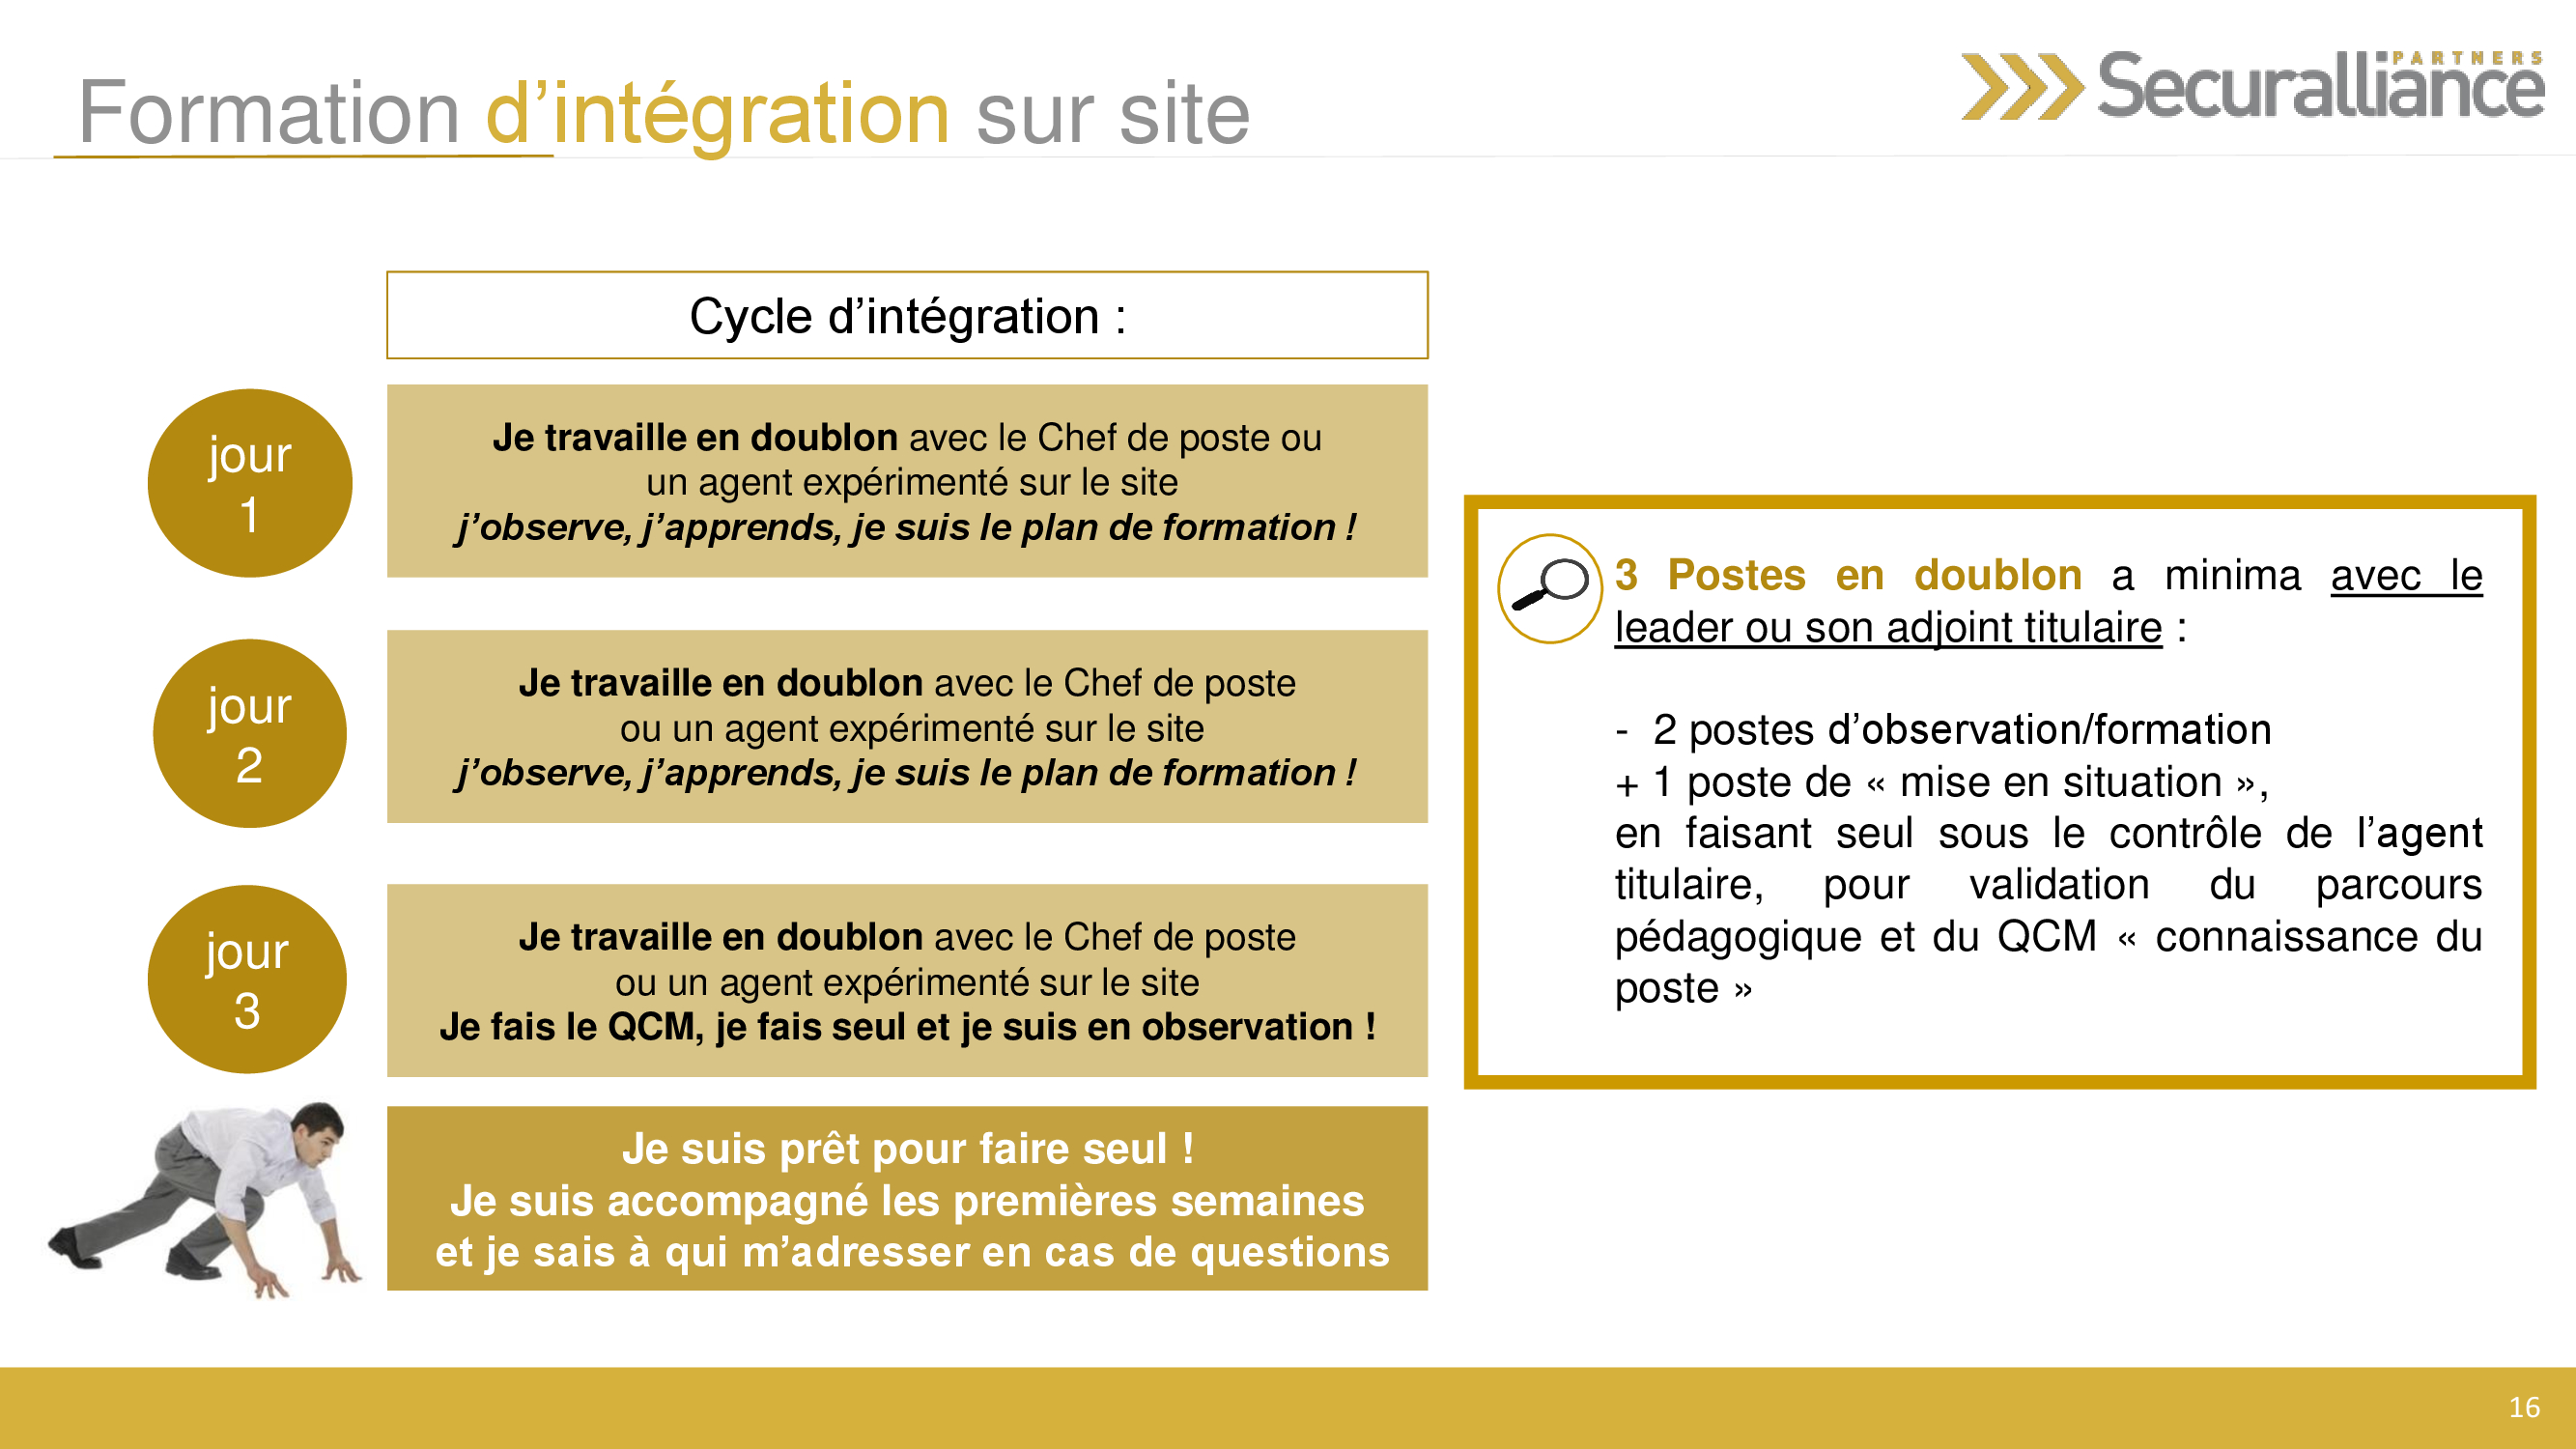 Formation d’intégration sur site
PARTNERS
Securalliance
Cycle d’intégration :
jour
1
Je travaille en doublon avec le Chef de poste ou
un agent expérimenté sur le site
j’observe, j’apprends, je suis le plan de formation !
jour
2
Je travaille en doublon avec le Chef de poste
ou un agent expérimenté sur le site
j’observe, j’apprends, je suis le plan de formation !
jour
3
Je travaille en doublon avec le Chef de poste
ou un agent expérimenté sur le site
Je fais le QCM, je fais seul et je suis en observation !
Je suis prêt pour faire seul !
Je suis accompagné les premières semaines
et je sais à qui m’adresser en cas de questions
3 Postes en doublon a minima avec le
leader ou son adjoint titulaire :
- 2 postes d’observation/formation
+ 1 poste de « mise en situation »,
en faisant seul sous le contrôle de l’agent
titulaire, pour validation du parcours
pédagogique et du QCM « connaissance du
poste »
16